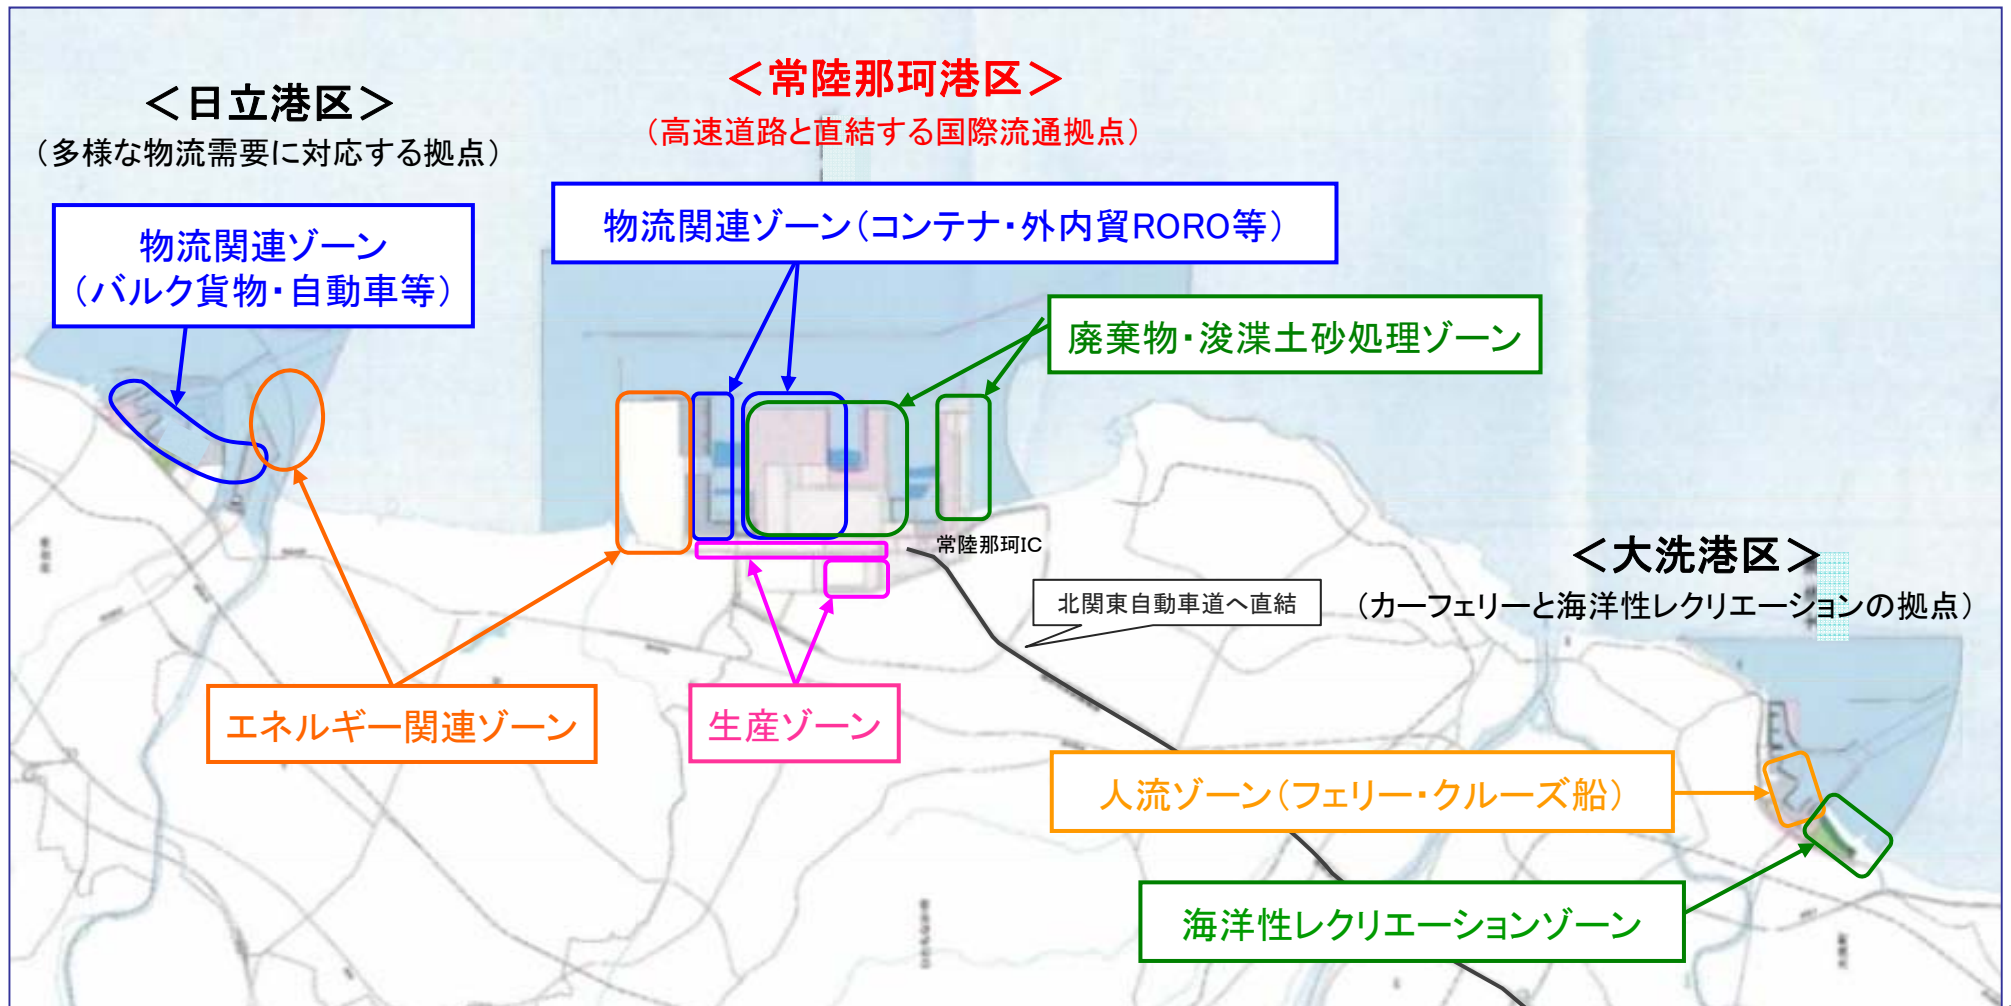 ＜日立港区＞
（多様な物流需要に対応する拠点）
＜常陸那珂港区＞
（高速道路と直結する国際流通拠点）
物流関連ゾーン
（バルク貨物・自動車等）
物流関連ゾーン（コンテナ・外内貿RORO等）
廃棄物・浚渫土砂処理ゾーン
常陸那珂IC
北関東自動車道へ直結
＜大洗港区＞
（カーフェリーと海洋性レクリエーションの拠点）
エネルギー関連ゾーン
生産ゾーン
人流ゾーン（フェリー・クルーズ船）
海洋性レクリエーションゾーン